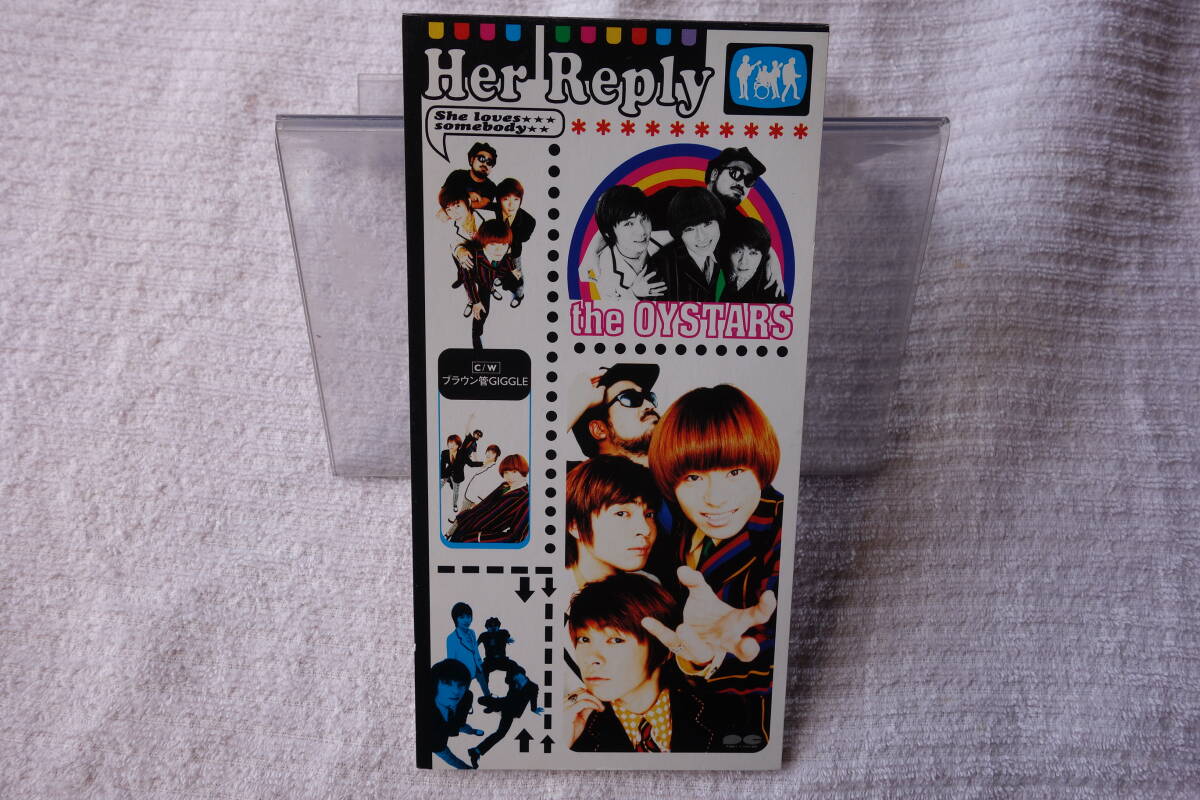 Her Reply
She loves★★★
somebody★★
the OYSTARS
C/W
ブラウン管GIGGLE